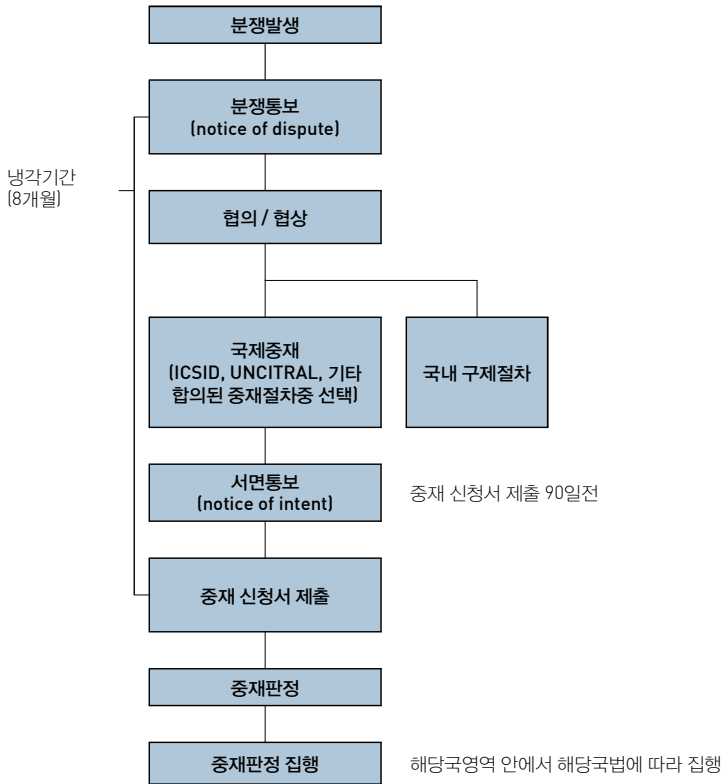 분쟁발생
분쟁통보
(notice of dispute)
냉각기간
(8개월)
협의 / 협상
국제중재
(ICSID, UNCITRAL, 기타
합의된 중재절차중 선택)
국내 구제절차
서면통보
(notice of intent)
중재 신청서 제출 90일전
중재 신청서 제출
중재판정
중재판정 집행
해당국영역 안에서 해당국법에 따라 집행